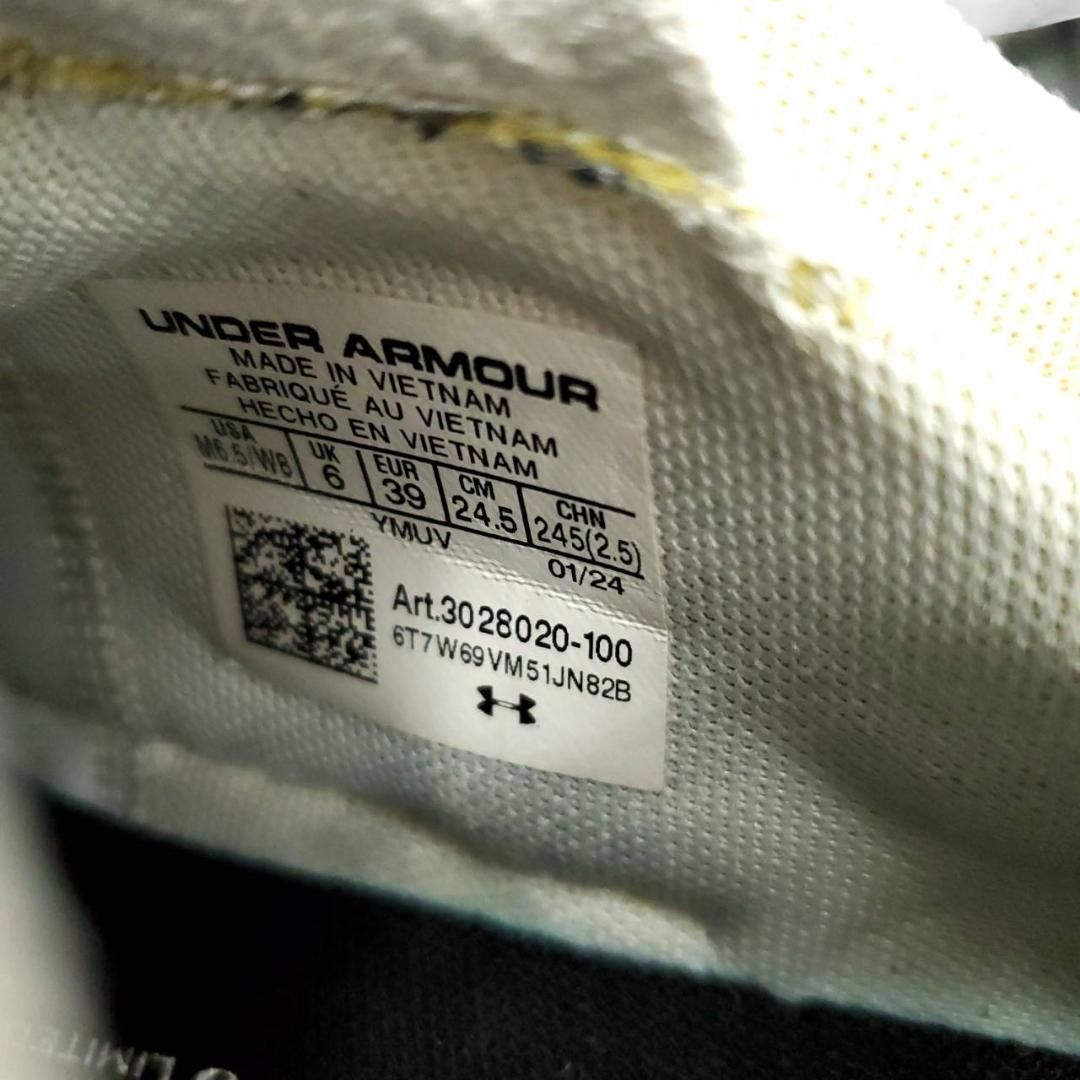 UNDER ARMOUR
MADE IN VIETNAM
FABRIQUÉ AU VIETNAM
HECHO EN VIETNAM
USA UK EUR CM CHN
M6.5/W8 6 39 24.5 245(2.5)
YMUV 01/24
Art.3028020-100
6T7W69VM51JN82B
LIMITED